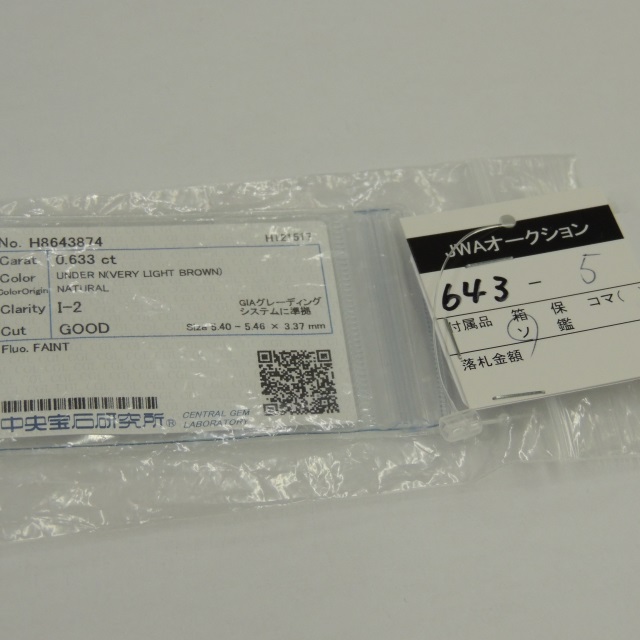 No. H8643874
H121517
Carat 0.633 ct
Color UNDER N(VERY LIGHT BROWN)
ColorOrigin NATURAL
Clarity I-2
GIAグレーディング
システムに準拠
Cut GOOD
Size 5.40 - 5.46 × 3.37 mm
Fluo. FAINT
中央宝石研究所® CENTRAL GEM
LABORATORY
JWAオークション
643 - 5
付属品 箱 保 コマ(
ソ 鑑
落札金額